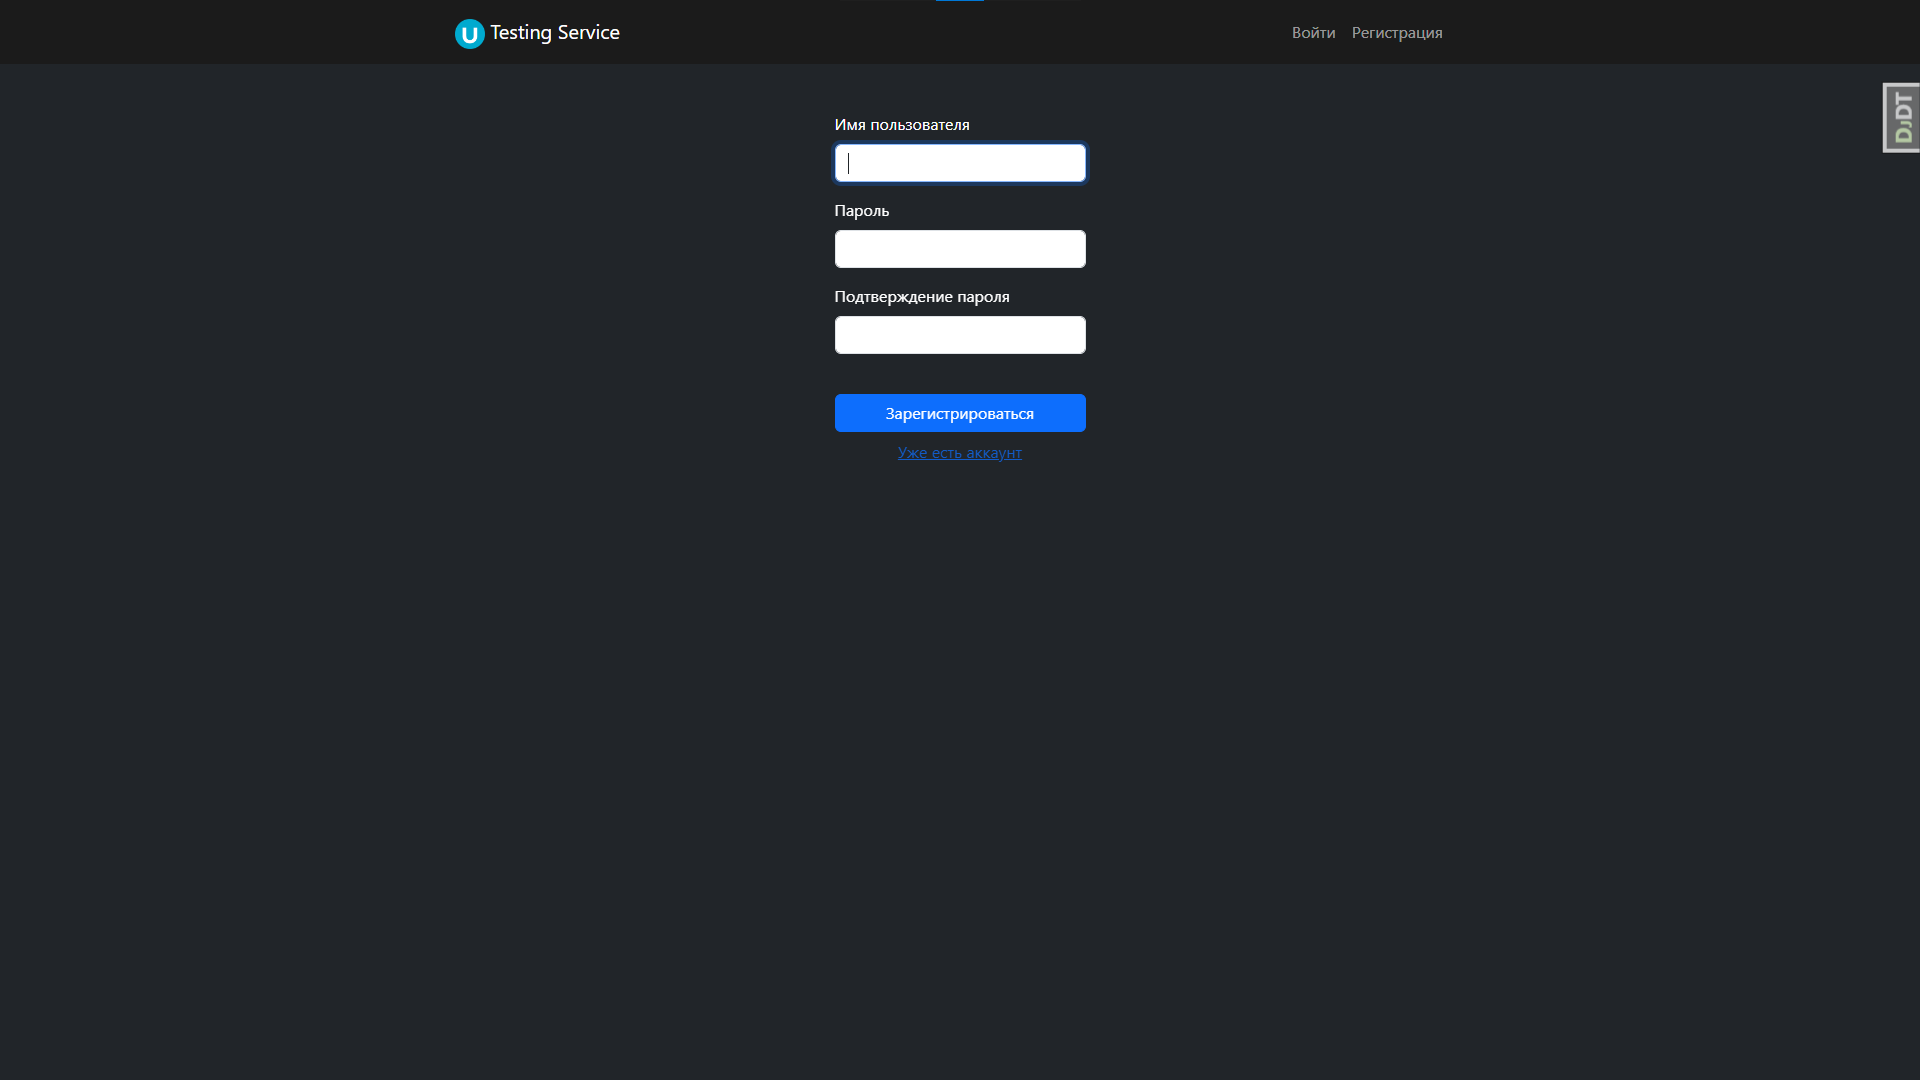 U Testing Service
Войти Регистрация
DJDT
Имя пользователя
Пароль
Подтверждение пароля
Зарегистрироваться
Уже есть аккаунт